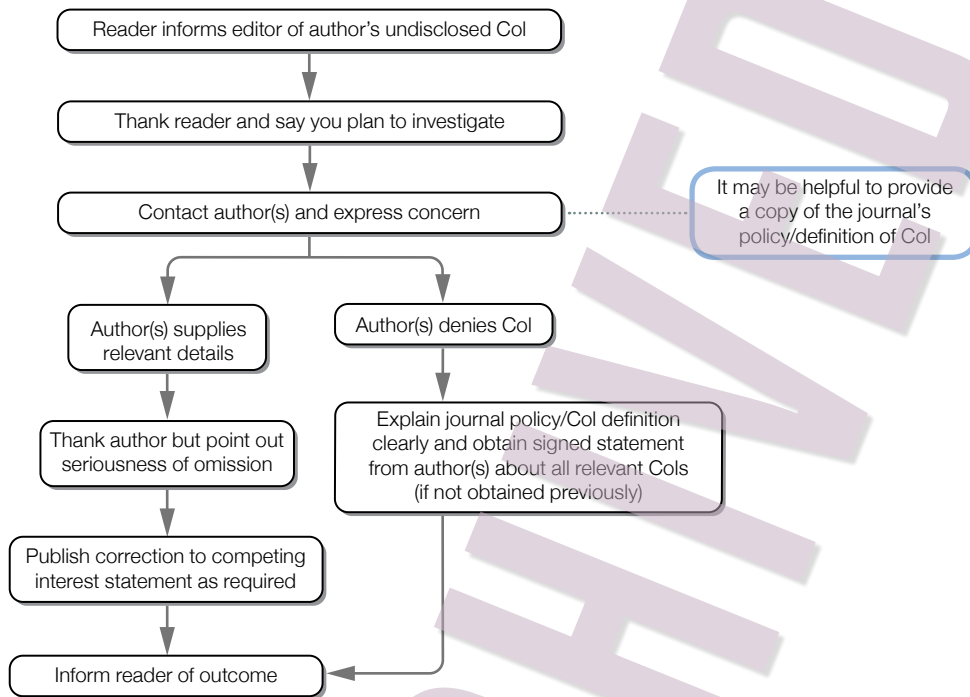 Reader informs editor of author's undisclosed CoI
Thank reader and say you plan to investigate
Contact author(s) and express concern
It may be helpful to provide
a copy of the journal's
policy/definition of CoI
Author(s) supplies
relevant details
Author(s) denies CoI
Thank author but point out
seriousness of omission
Explain journal policy/CoI definition
clearly and obtain signed statement
from author(s) about all relevant CoIs
(if not obtained previously)
Publish correction to competing
interest statement as required
Inform reader of outcome